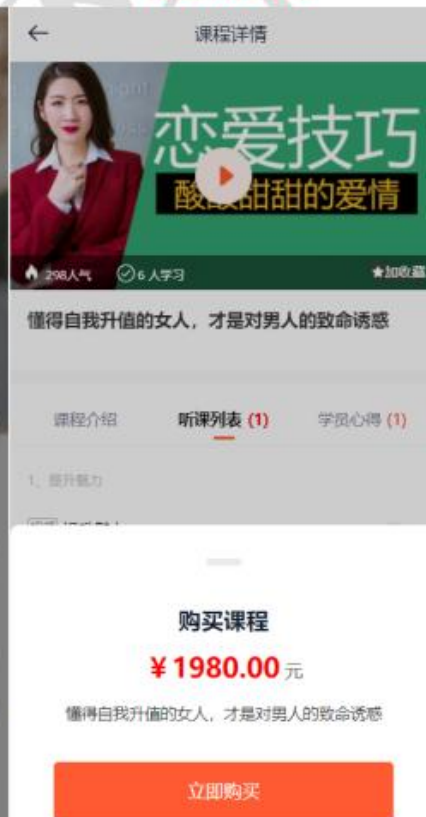 课程详情
恋爱技巧
酸酸甜甜的爱情
298人气
6人学习
★加收藏
懂得自我升值的女人，才是对男人的致命诱惑
课程介绍
听课列表 (1)
学员心得 (1)
1、提升魅力
购买课程
¥1980.00 元
懂得自我升值的女人，才是对男人的致命诱惑
立即购买